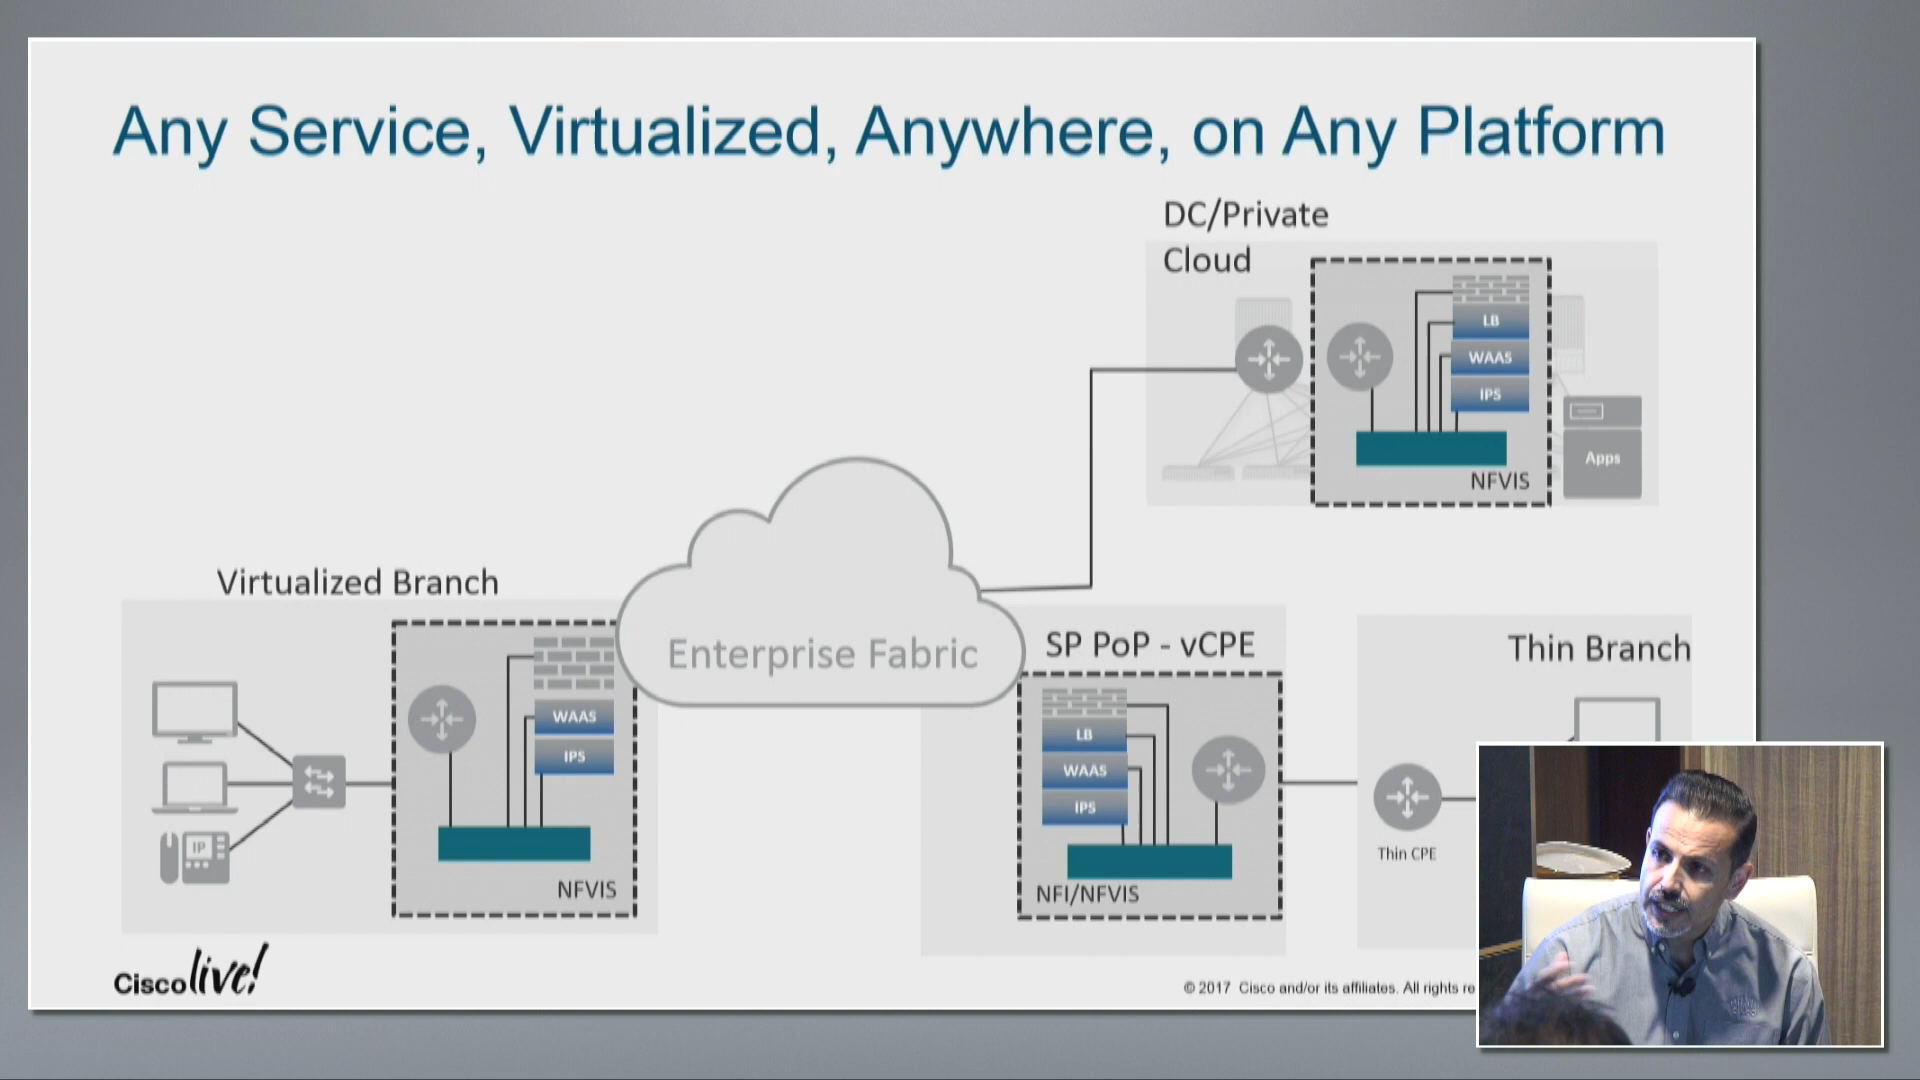 Any Service, Virtualized, Anywhere, on Any Platform
DC/Private
Cloud
LB
WAAS
IPS
Apps
NFVIS
Virtualized Branch
WAAS
IPS
IP
NFVIS
Enterprise Fabric
SP PoP - vCPE
LB
WAAS
IPS
NFI/NFVIS
Thin Branch
Thin CPE
Cisco live!
© 2017 Cisco and/or its affiliates. All rights re